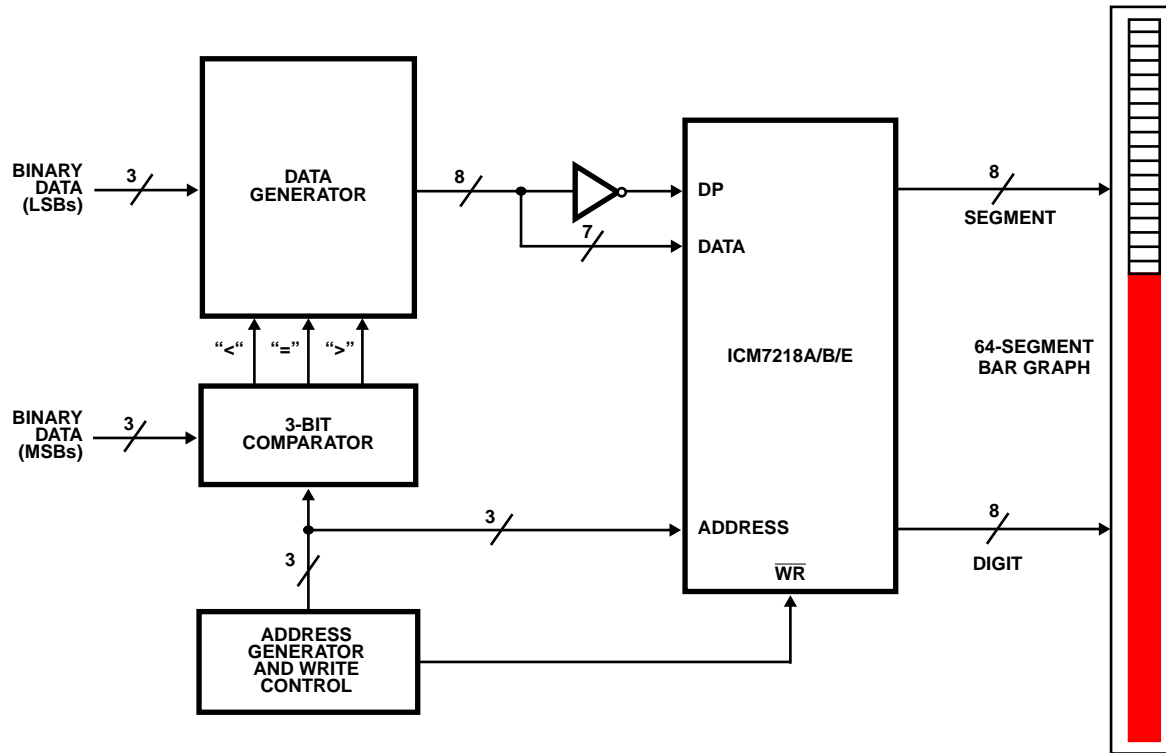 BINARY
DATA
(LSBs)
3
DATA
GENERATOR
8
7
DP
DATA
8
SEGMENT
“<“
“=”
“>”
ICM7218A/B/E
64-SEGMENT
BAR GRAPH
BINARY
DATA
(MSBs)
3
3-BIT
COMPARATOR
3
3
ADDRESS
8
DIGIT
WR
ADDRESS
GENERATOR
AND WRITE
CONTROL